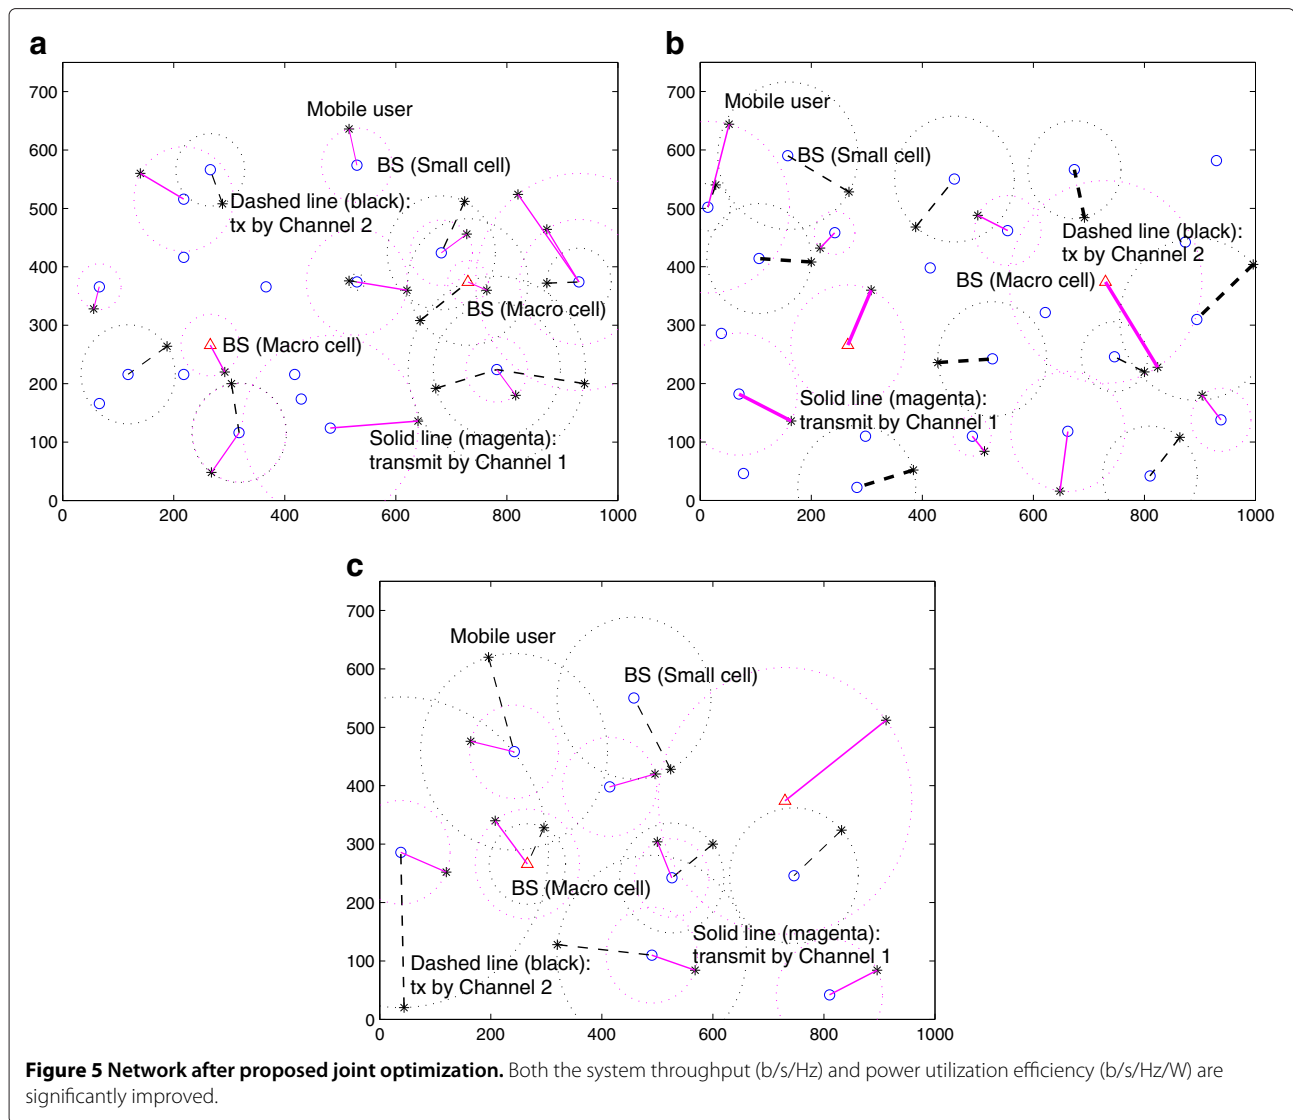 a
700
600
500
400
300
200
100
0
0 200 400 600 800 1000
Mobile user
BS (Small cell)
Dashed line (black):
tx by Channel 2
BS (Macro cell)
BS (Macro cell)
Solid line (magenta):
transmit by Channel 1
b
700
600
500
400
300
200
100
0
0 200 400 600 800 1000
Mobile user
BS (Small cell)
Dashed line (black):
tx by Channel 2
BS (Macro cell)
Solid line (magenta):
transmit by Channel 1
c
700
600
500
400
300
200
100
0
0 200 400 600 800 1000
Mobile user
BS (Small cell)
BS (Macro cell)
Solid line (magenta):
transmit by Channel 1
Dashed line (black):
tx by Channel 2
Figure 5 Network after proposed joint optimization. Both the system throughput (b/s/Hz) and power utilization efficiency (b/s/Hz/W) are
significantly improved.